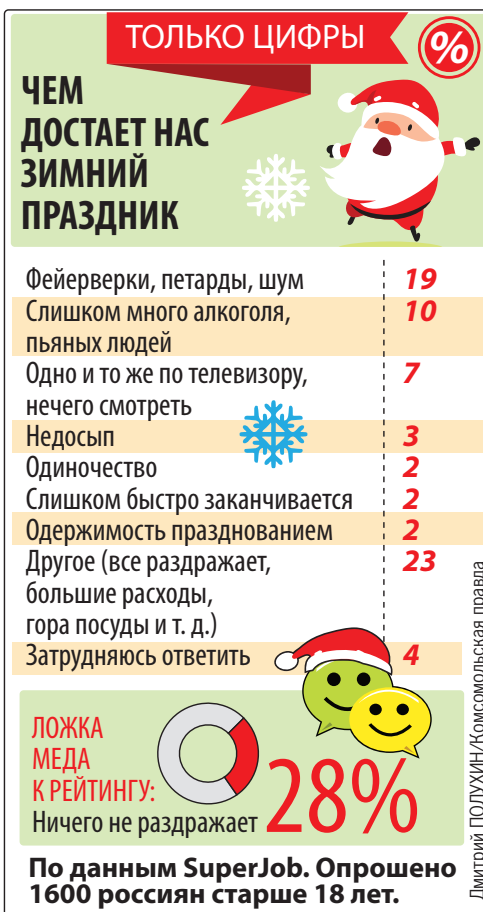 ТОЛЬКО ЦИФРЫ
%
ЧЕМ
ДОСТАЕТ НАС
ЗИМНИЙ
ПРАЗДНИК
Фейерверки, петарды, шум 19
Слишком много алкоголя, 10
пьяных людей
Одно и то же по телевизору, 7
нечего смотреть
Недосып 3
Одиночество 2
Слишком быстро заканчивается 2
Одержимость празднованием 2
Другое (все раздражает, 23
большие расходы,
гора посуды и т. д.)
Затрудняюсь ответить 4
ЛОЖКА
МЕДА
К РЕЙТИНГУ:
Ничего не раздражает 28%
По данным SuperJob. Опрошено
1600 россиян старше 18 лет.
Дмитрий ПОЛУХИН/Комсомольская правда